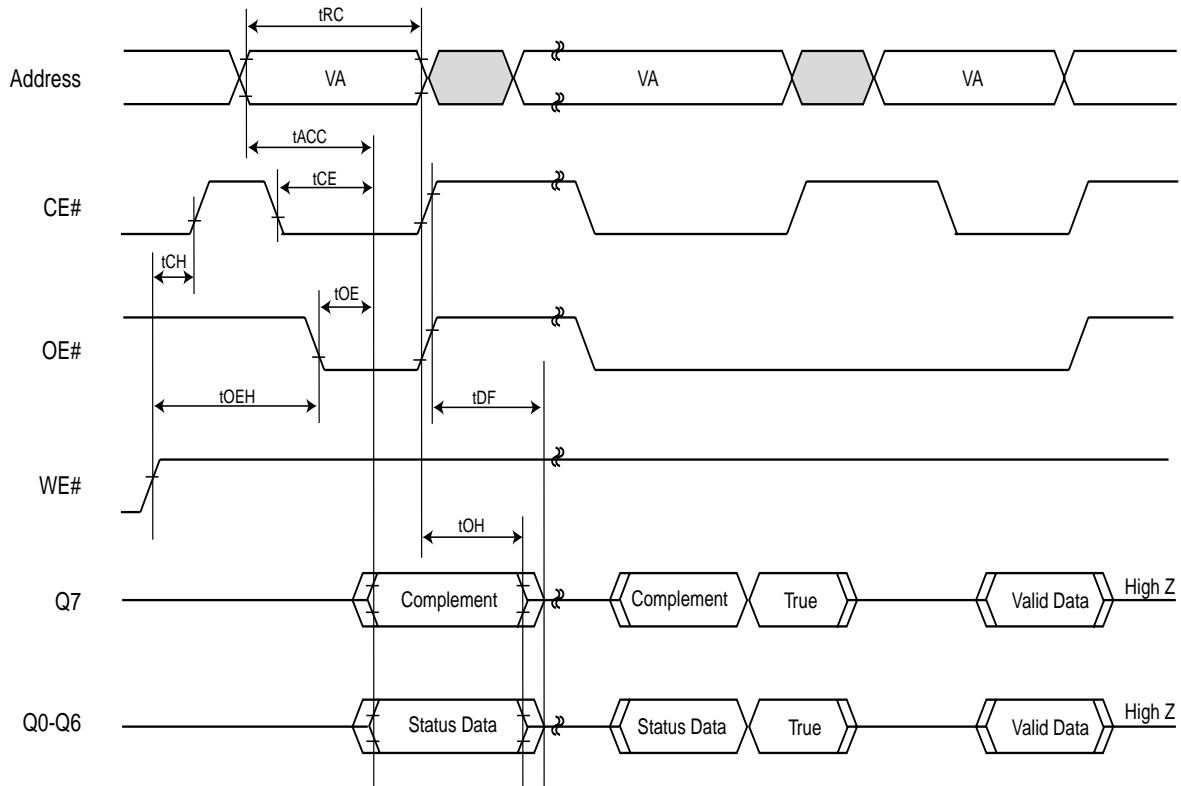 tRC
Address
VA
VA
VA
tACC
tCE
CE#
tCH
tOE
OE#
tOEH
tDF
WE#
tOH
Q7
Complement
Complement
True
Valid Data
High Z
Q0-Q6
Status Data
Status Data
True
Valid Data
High Z